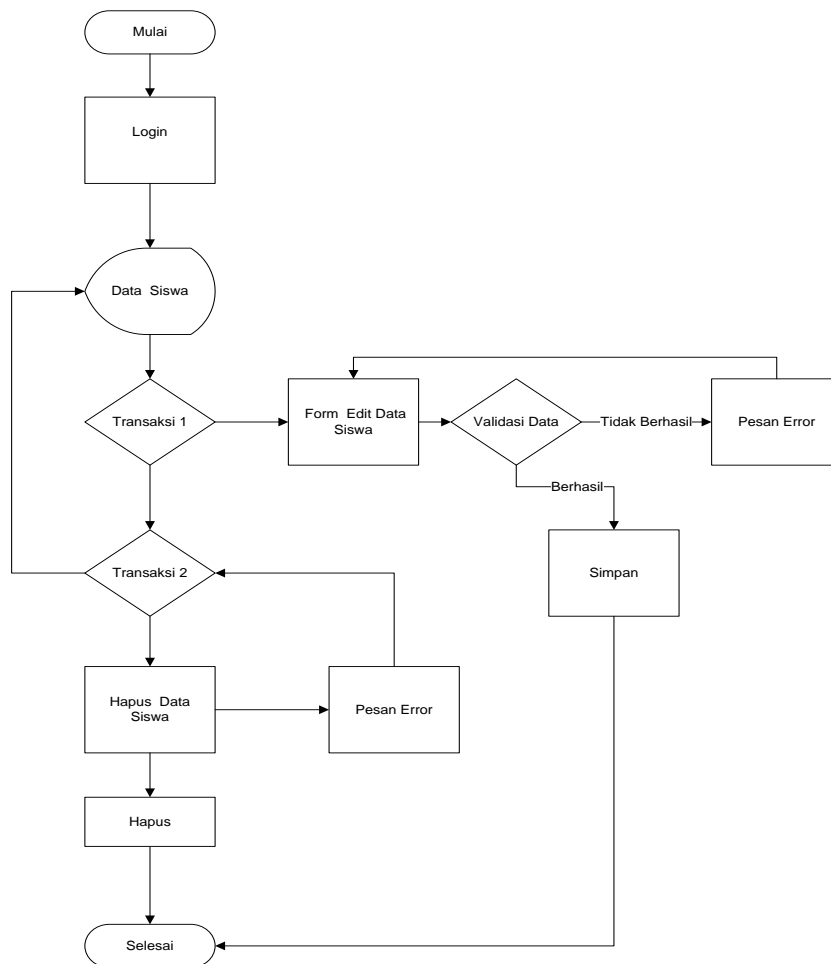 Mulai
Login
Data Siswa
Transaksi 1
Form Edit Data
Siswa
Validasi Data
Tidak Berhasil
Pesan Error
Berhasil
Simpan
Transaksi 2
Hapus Data
Siswa
Pesan Error
Hapus
Selesai